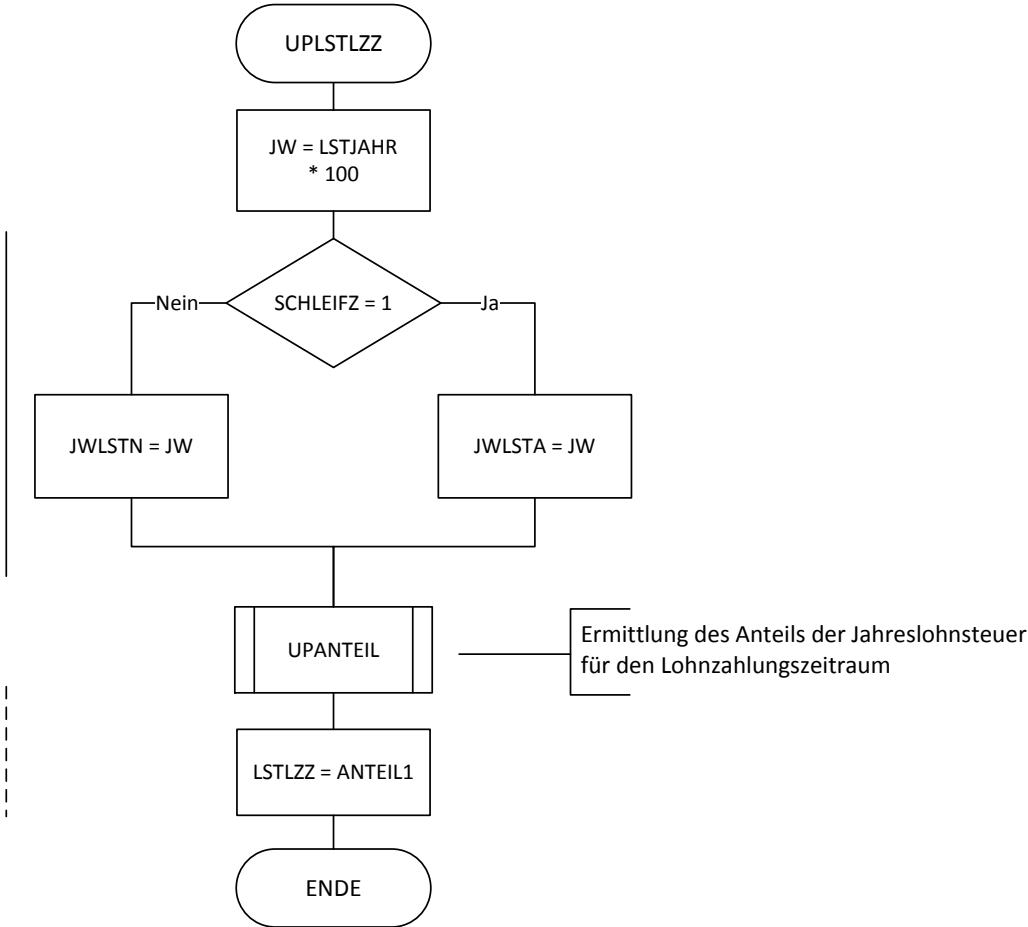 UPLSTLZZ
JW = LSTJAHR
* 100
SCHLEIFZ = 1
Nein
Ja
JWLSTN = JW
JWLSTA = JW
UPANTEIL
Ermittlung des Anteils der Jahreslohnsteuer
für den Lohnzahlungszeitraum
LSTLZZ = ANTEIL1
ENDE